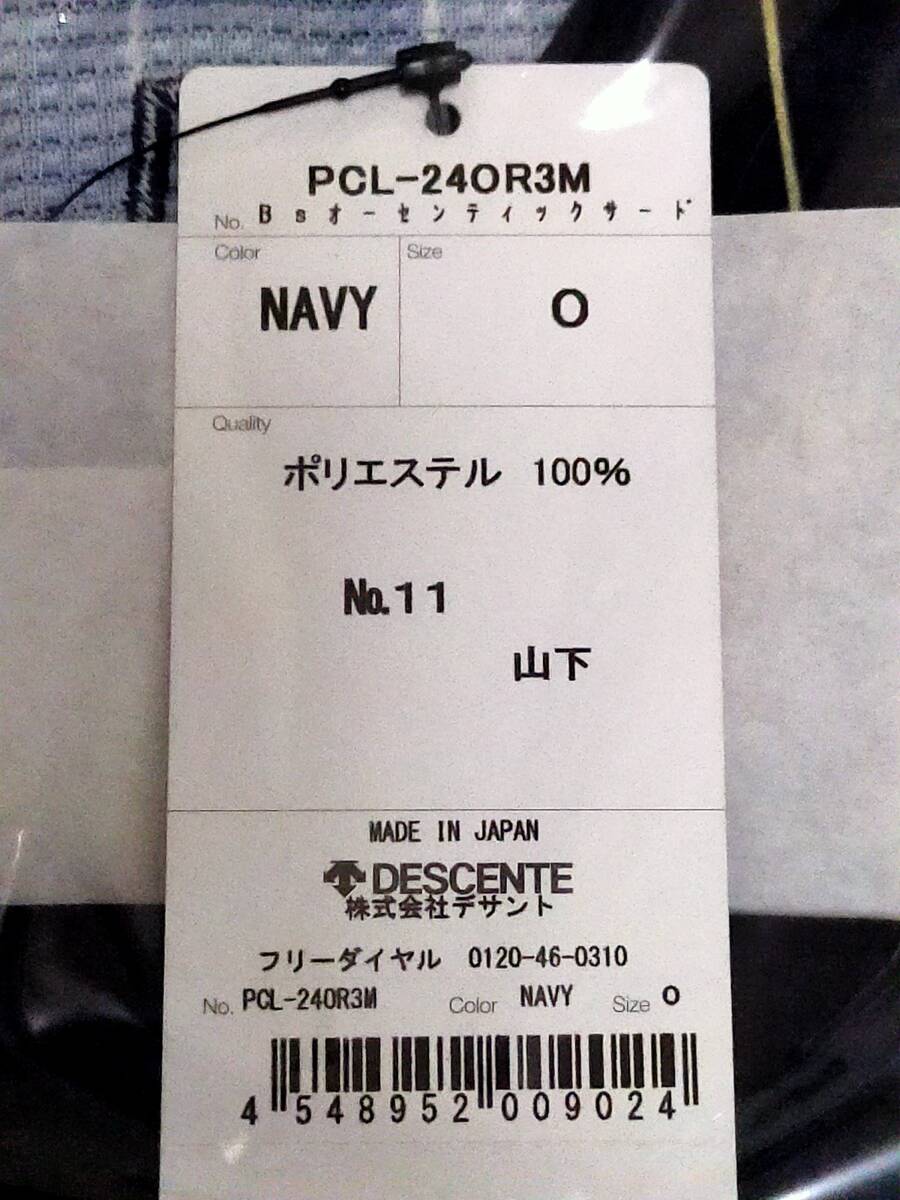 PCL-240R3M
No. Bsオーセンティックサード
Color
Size
NAVY
O
Quality
ポリエステル 100%
No.11
山下
MADE IN JAPAN
DESCENTE
株式会社デサント
フリーダイヤル 0120-46-0310
No. PCL-240R3M Color NAVY Size O
4 548952 009024